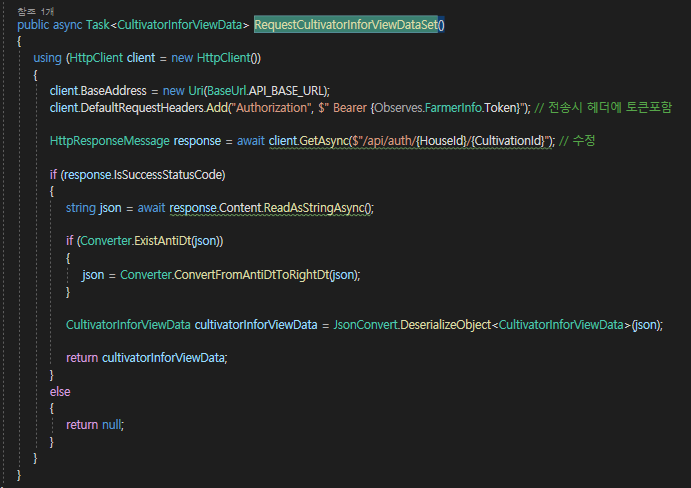 참조 1개
public async Task<CultivatorInforViewData> RequestCultivatorInforViewDataSet()
{
using (HttpClient client = new HttpClient())
{
client.BaseAddress = new Uri(BaseUrl.API_BASE_URL);
client.DefaultRequestHeaders.Add("Authorization", $" Bearer {Observes.FarmerInfo.Token}"); // 전송시 헤더에 토큰포함
HttpResponseMessage response = await client.GetAsync($"/api/auth/{HouseId}/{CultivationId}"); // 수정
if (response.IsSuccessStatusCode)
{
string json = await response.Content.ReadAsStringAsync();
if (Converter.ExistAntiDt(json))
{
json = Converter.ConvertFromAntiDtToRightDt(json);
}
CultivatorInforViewData cultivatorInforViewData = JsonConvert.DeserializeObject<CultivatorInforViewData>(json);
return cultivatorInforViewData;
}
else
{
return null;
}
}
}